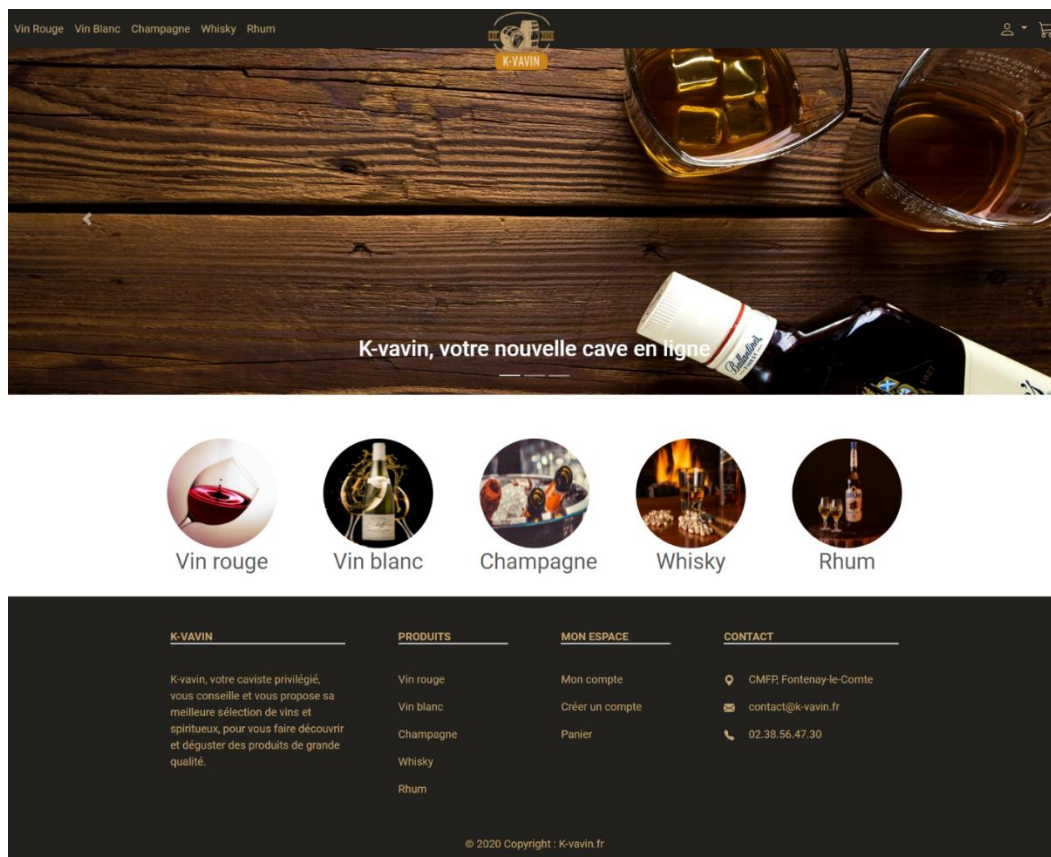 Vin Rouge Vin Blanc Champagne Whisky Rhum
K-VAVIN
K-vavin, votre nouvelle cave en ligne
Ballantine's
FINEST
1827
Vin rouge
Vin blanc
Champagne
Whisky
Rhum
K-VAVIN
K-vavin, votre caviste privilégié,
vous conseille et vous propose sa
meilleure sélection de vins et
spiritueux, pour vous faire découvrir
et déguster des produits de grande
qualité.
PRODUITS
Vin rouge
Vin blanc
Champagne
Whisky
Rhum
MON ESPACE
Mon compte
Créer un compte
Panier
CONTACT
CMFP, Fontenay-le-Comte
contact@k-vavin.fr
02.38.56.47.30
© 2020 Copyright : K-vavin.fr